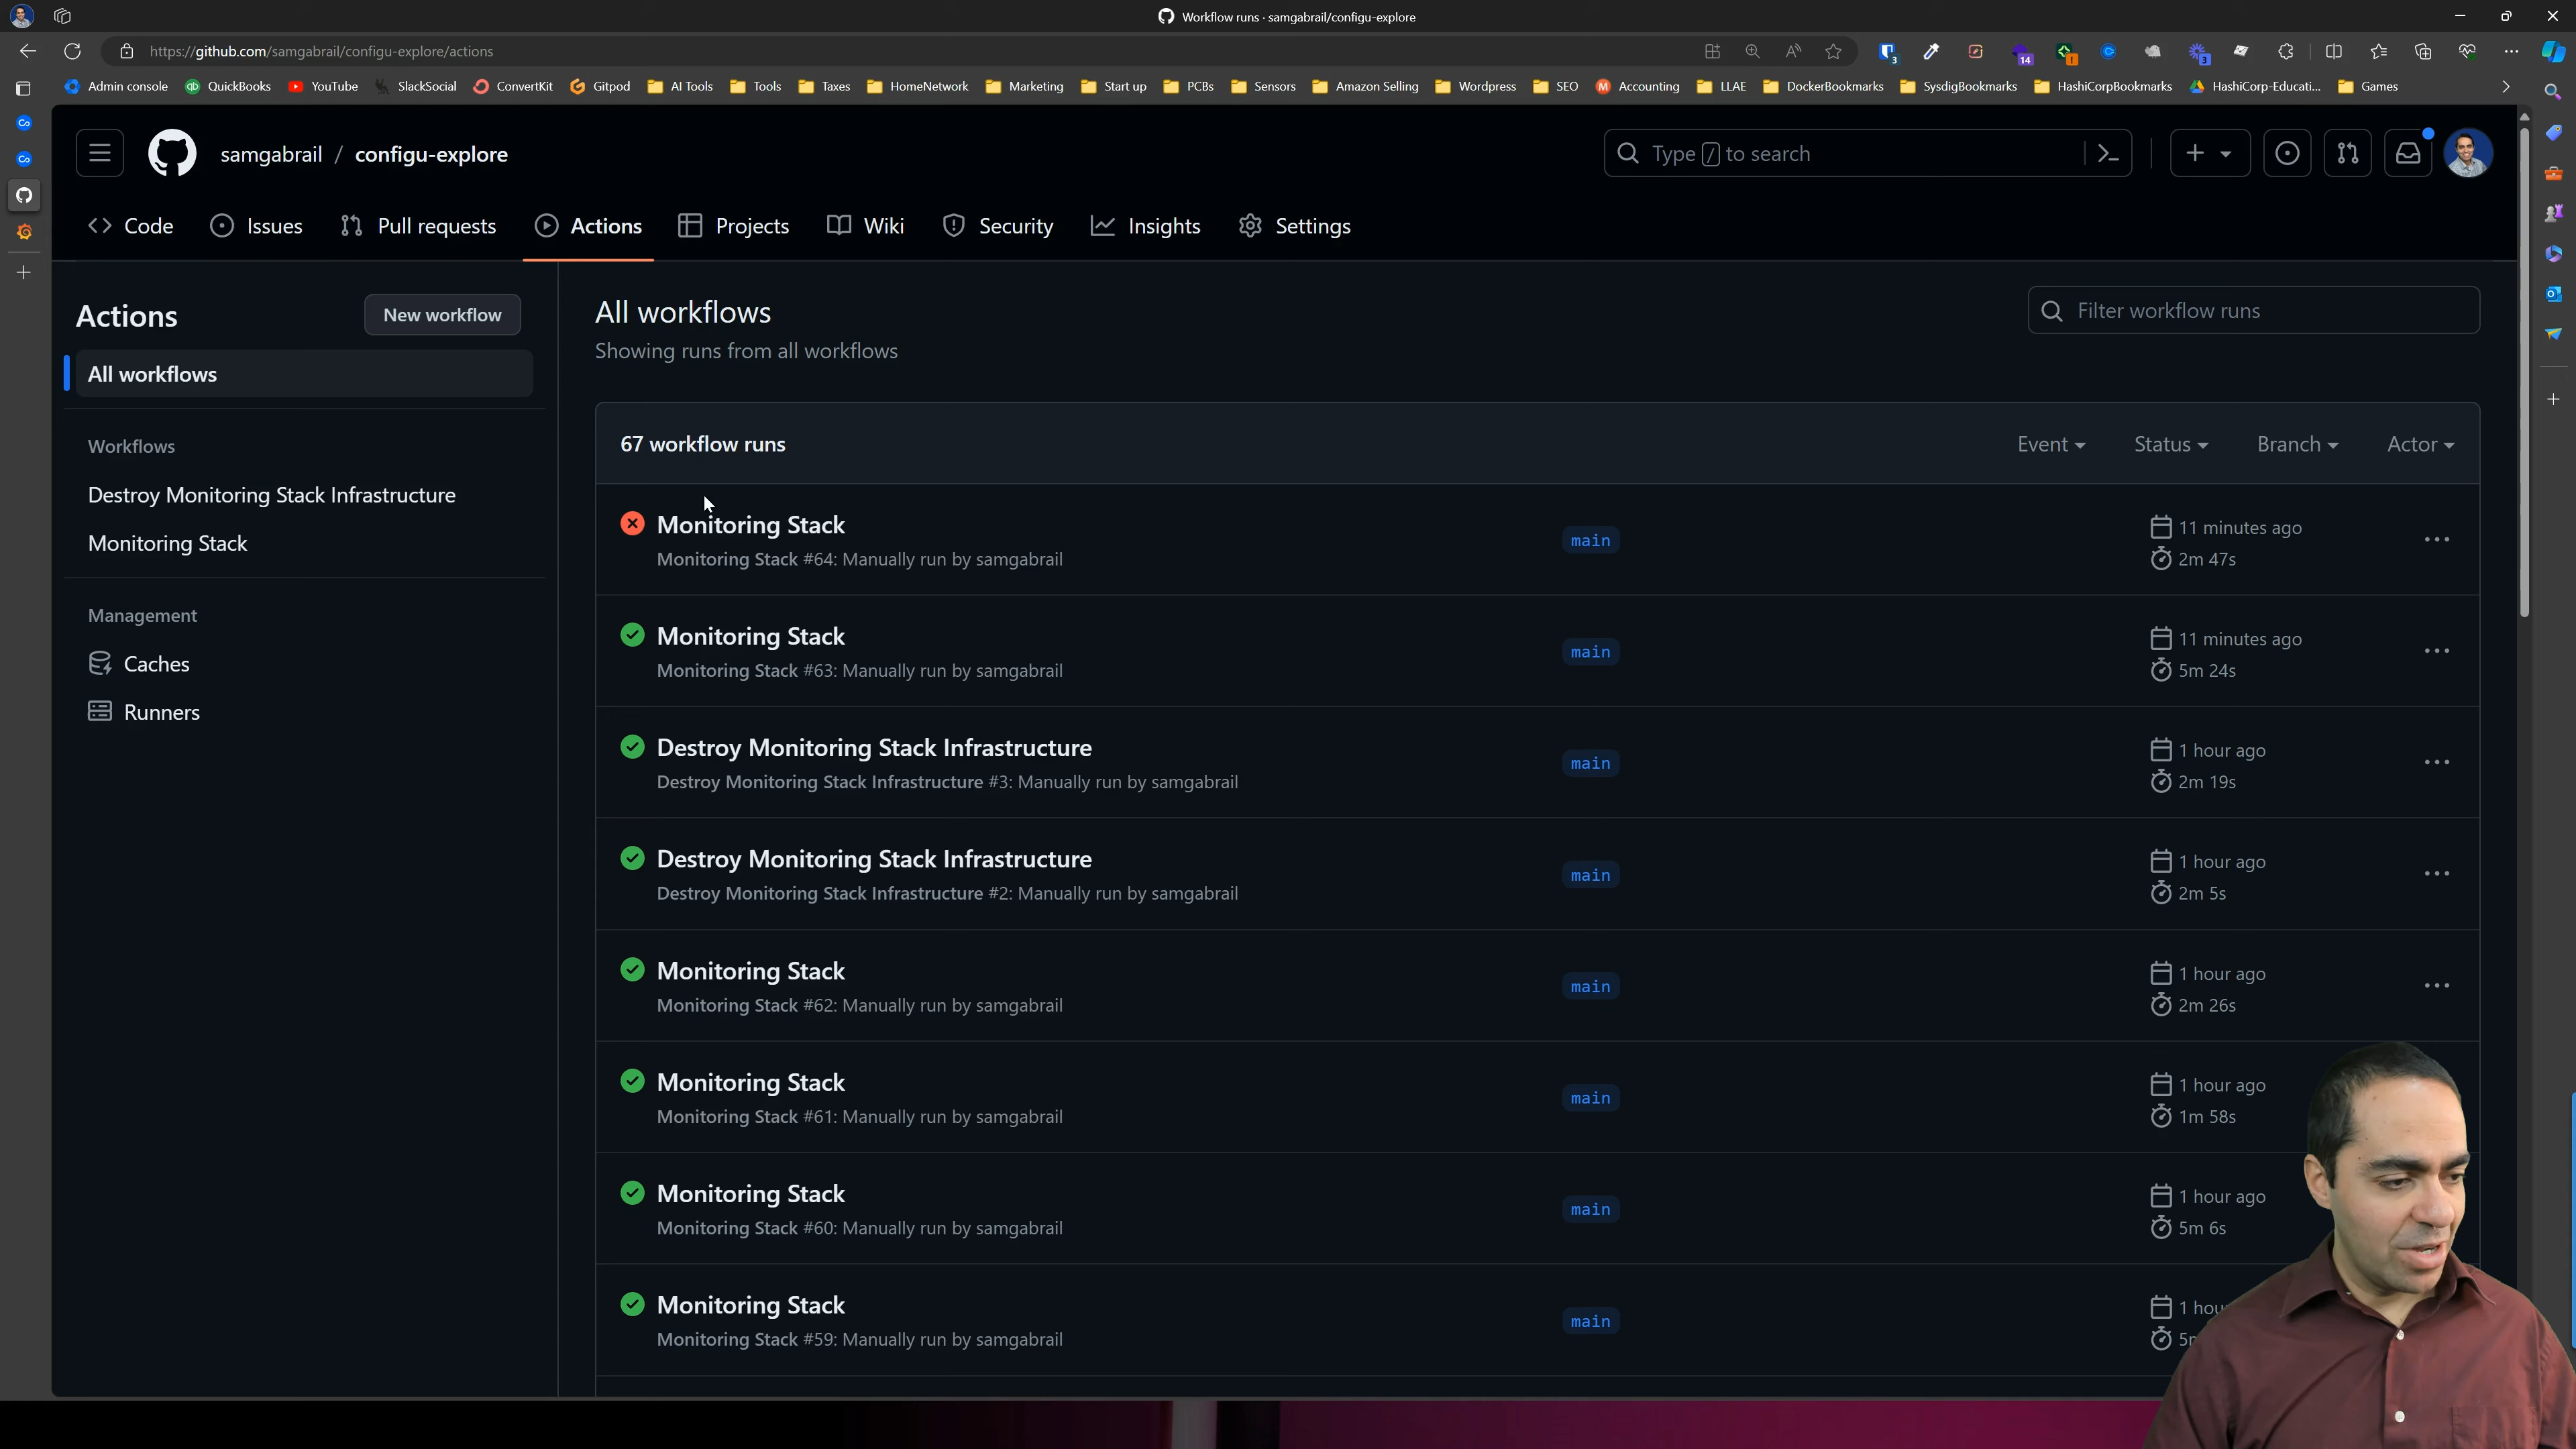 Workflow runs · samgabrail/configu-explore
https://github.com/samgabrail/configu-explore/actions
Admin console QuickBooks YouTube SlackSocial ConvertKit Gitpod AI Tools Tools Taxes HomeNetwork Marketing Start up PCBs Sensors Amazon Selling Wordpress SEO Accounting LLAE DockerBookmarks SysdigBookmarks HashiCorpBookmarks HashiCorp-Educati... Games
samgabrail / configu-explore
Type / to search
Code Issues Pull requests Actions Projects Wiki Security Insights Settings
Actions
New workflow
All workflows
Workflows
Destroy Monitoring Stack Infrastructure
Monitoring Stack
Management
Caches
Runners
All workflows
Showing runs from all workflows
Filter workflow runs
67 workflow runs
Event Status Branch Actor
Monitoring Stack
Monitoring Stack #64: Manually run by samgabrail
main
11 minutes ago
2m 47s
Monitoring Stack
Monitoring Stack #63: Manually run by samgabrail
main
11 minutes ago
5m 24s
Destroy Monitoring Stack Infrastructure
Destroy Monitoring Stack Infrastructure #3: Manually run by samgabrail
main
1 hour ago
2m 19s
Destroy Monitoring Stack Infrastructure
Destroy Monitoring Stack Infrastructure #2: Manually run by samgabrail
main
1 hour ago
2m 5s
Monitoring Stack
Monitoring Stack #62: Manually run by samgabrail
main
1 hour ago
2m 26s
Monitoring Stack
Monitoring Stack #61: Manually run by samgabrail
main
1 hour ago
1m 58s
Monitoring Stack
Monitoring Stack #60: Manually run by samgabrail
main
1 hour ago
5m 6s
Monitoring Stack
Monitoring Stack #59: Manually run by samgabrail
main
1